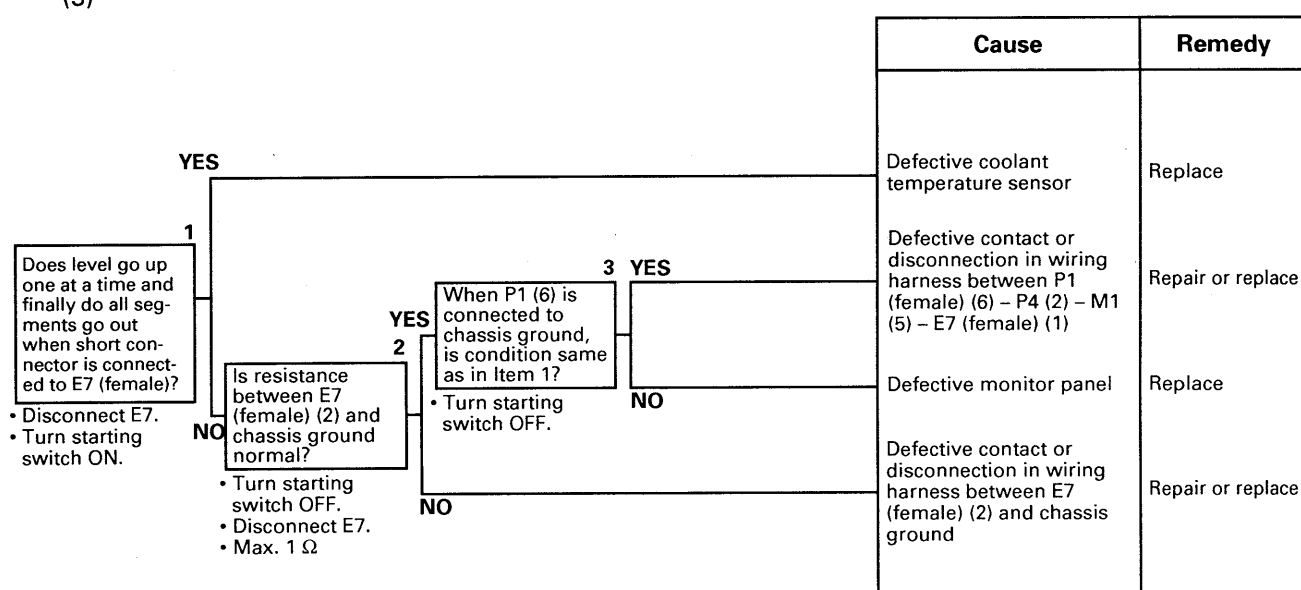 (3)
Cause
Remedy
YES
Defective coolant
temperature sensor
Replace
1
Does level go up
one at a time and
finally do all seg-
ments go out
when short con-
nector is connect-
ed to E7 (female)?
• Disconnect E7.
• Turn starting
switch ON.
NO
YES
2
Is resistance
between E7
(female) (2) and
chassis ground
normal?
• Turn starting
switch OFF.
• Disconnect E7.
• Max. 1 Ω
NO
3 YES
When P1 (6) is
connected to
chassis ground,
is condition same
as in Item 1?
• Turn starting
switch OFF.
NO
Defective contact or
disconnection in wiring
harness between P1
(female) (6) – P4 (2) – M1
(5) – E7 (female) (1)
Repair or replace
Defective monitor panel
Replace
Defective contact or
disconnection in wiring
harness between E7
(female) (2) and chassis
ground
Repair or replace